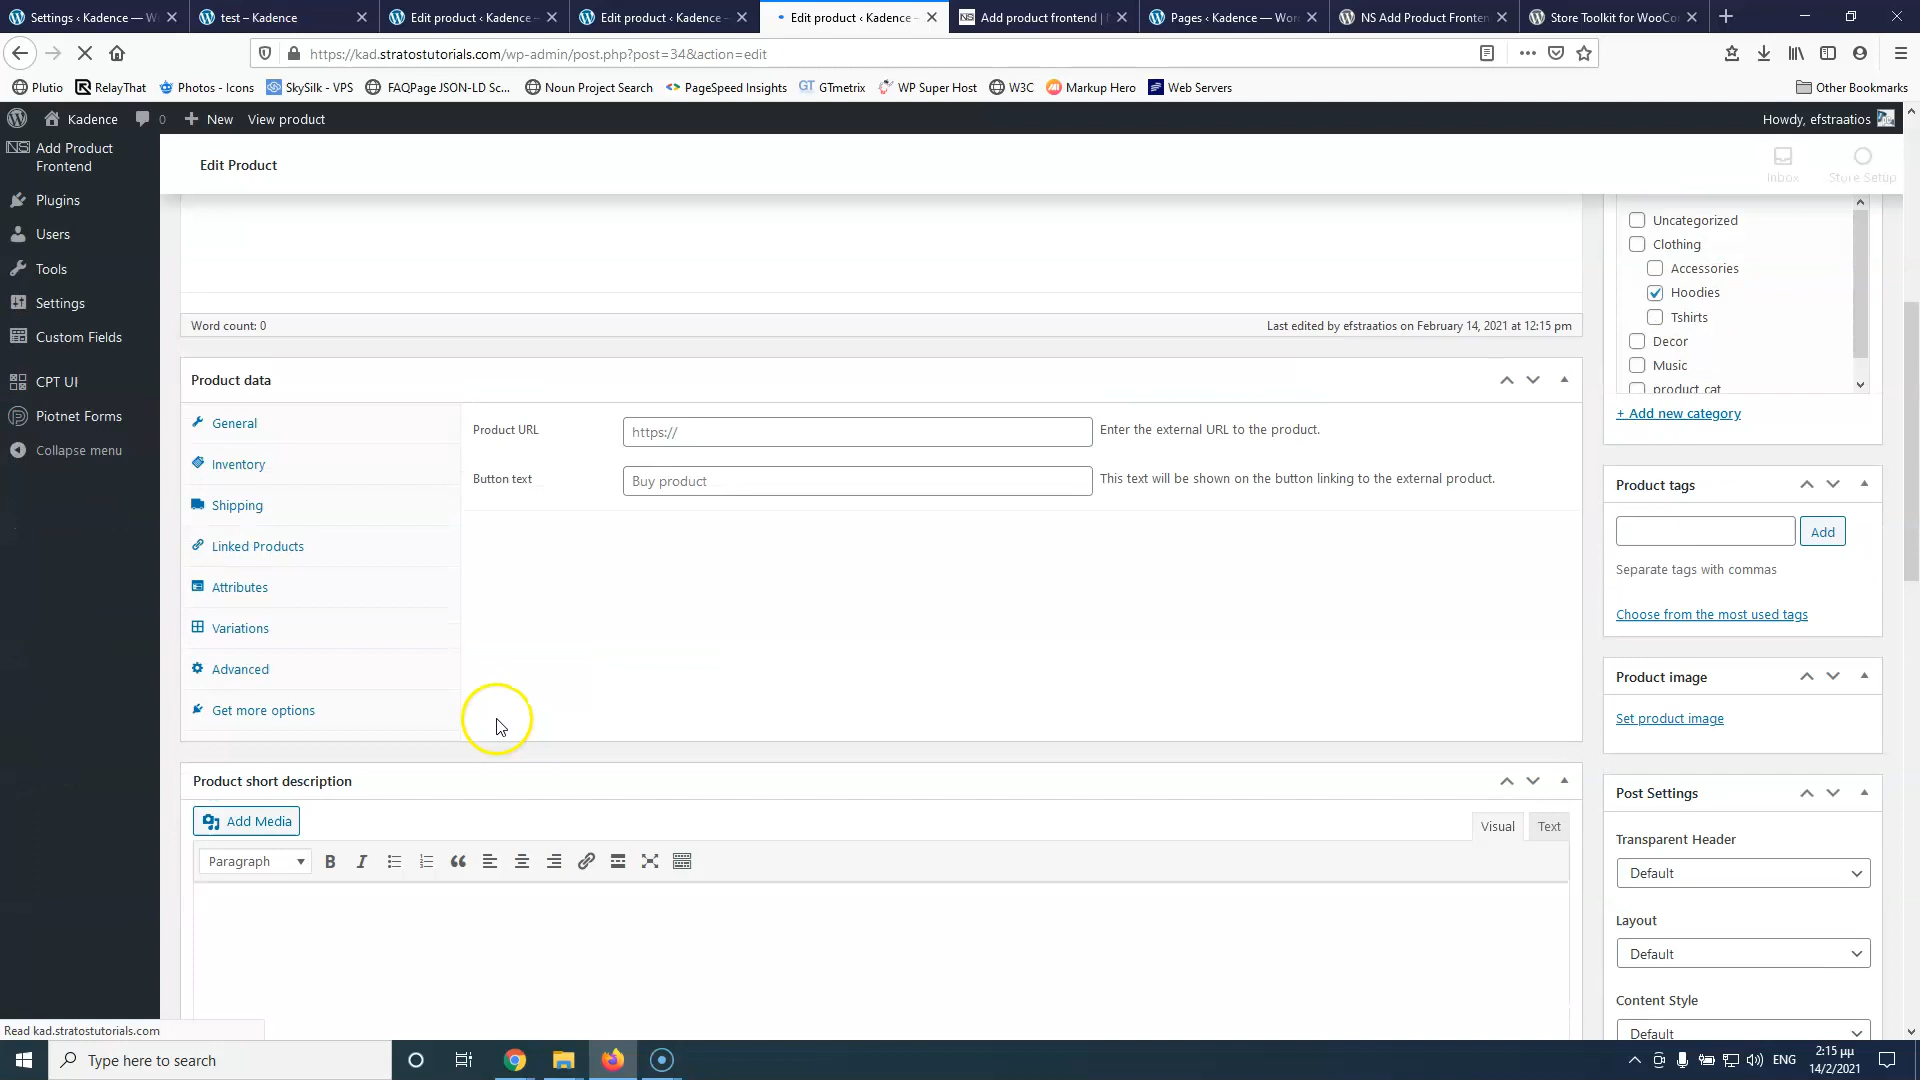 Settings ‹ Kadence — W
test – Kadence
Edit product ‹ Kadence –
Edit product ‹ Kadence –
Edit product ‹ Kadence –
NS Add product frontend |
Pages ‹ Kadence — Wor
NS Add Product Fronten
Store Toolkit for WooCo
https://kad.stratostutorials.com/wp-admin/post.php?post=34&action=edit
Plutio RelayThat Photos - Icons SkySilk - VPS FAQPage JSON-LD Sc... Noun Project Search PageSpeed Insights GT GTmetrix WP Super Host W3C Markup Hero Web Servers Other Bookmarks
Kadence 0 New View product Howdy, efstraatios
NS Add Product
Frontend
Plugins
Users
Tools
Settings
Custom Fields
CPT UI
Piotnet Forms
Collapse menu
Edit Product
Inbox
Store Setup
Word count: 0
Last edited by efstraatios on February 14, 2021 at 12:15 pm
Product data
General
Inventory
Shipping
Linked Products
Attributes
Variations
Advanced
Get more options
Product URL
https://
Enter the external URL to the product.
Button text
Buy product
This text will be shown on the button linking to the external product.
Product short description
Add Media
Visual
Text
Paragraph
B I
Uncategorized
Clothing
Accessories
Hoodies
Tshirts
Decor
Music
product_cat
+ Add new category
Product tags
Add
Separate tags with commas
Choose from the most used tags
Product image
Set product image
Post Settings
Transparent Header
Default
Layout
Default
Content Style
Default
Read kad.stratostutorials.com
Type here to search
ENG
2:15 μμ
14/2/2021